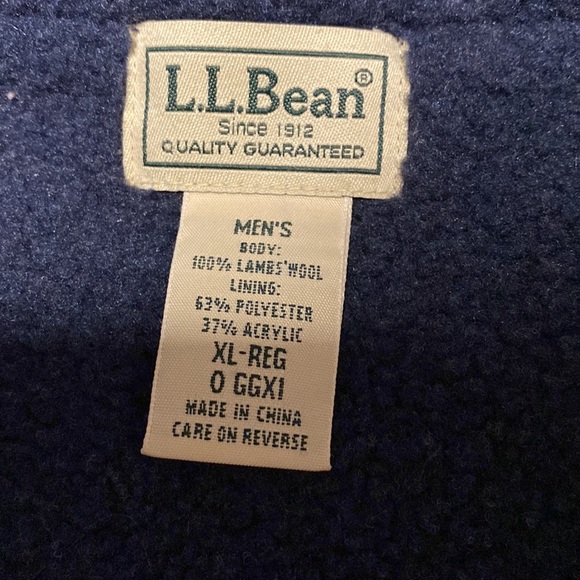 L.L.Bean®
Since 1912
QUALITY GUARANTEED
MEN'S
BODY:
100% LAMBS'WOOL
LINING:
63% POLYESTER
37% ACRYLIC
XL-REG
0 GGX1
MADE IN CHINA
CARE ON REVERSE